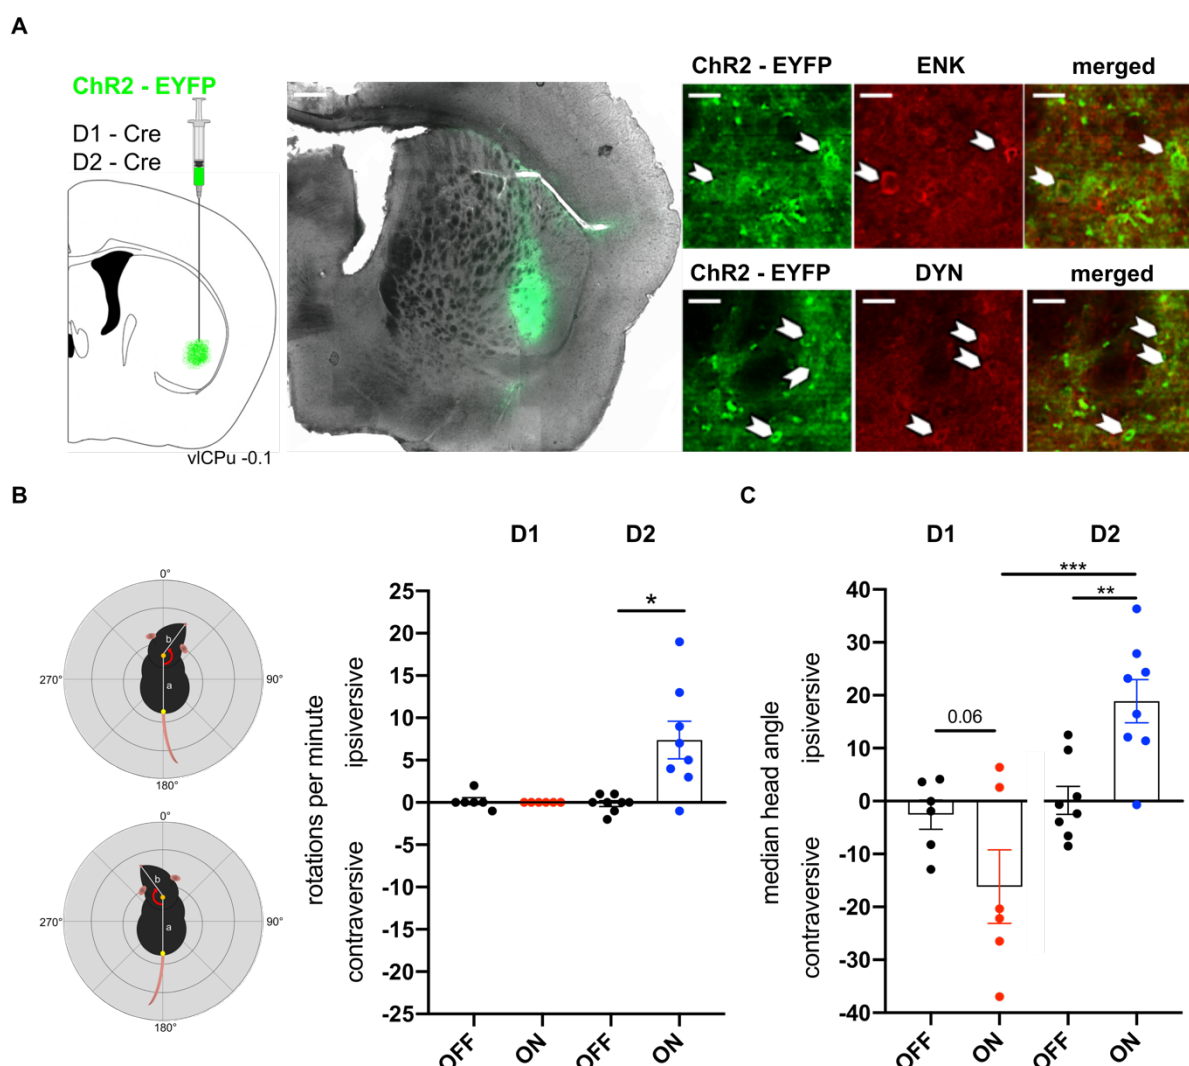 A
ChR2 - EYFP
D1 - Cre
D2 - Cre
vlCPu -0.1
ChR2 - EYFP
ENK
merged
ChR2 - EYFP
DYN
merged
B
0°
90°
180°
270°
a
b
0°
90°
180°
270°
a
b
D1
D2
rotations per minute
contraversive
ipsiversive
25
20
15
10
5
0
-5
-10
-15
-20
-25
*
OFF
ON
OFF
ON
C
D1
D2
median head angle
contraversive
ipsiversive
40
30
20
10
0
-10
-20
-30
-40
0.06
***
**
OFF
ON
OFF
ON